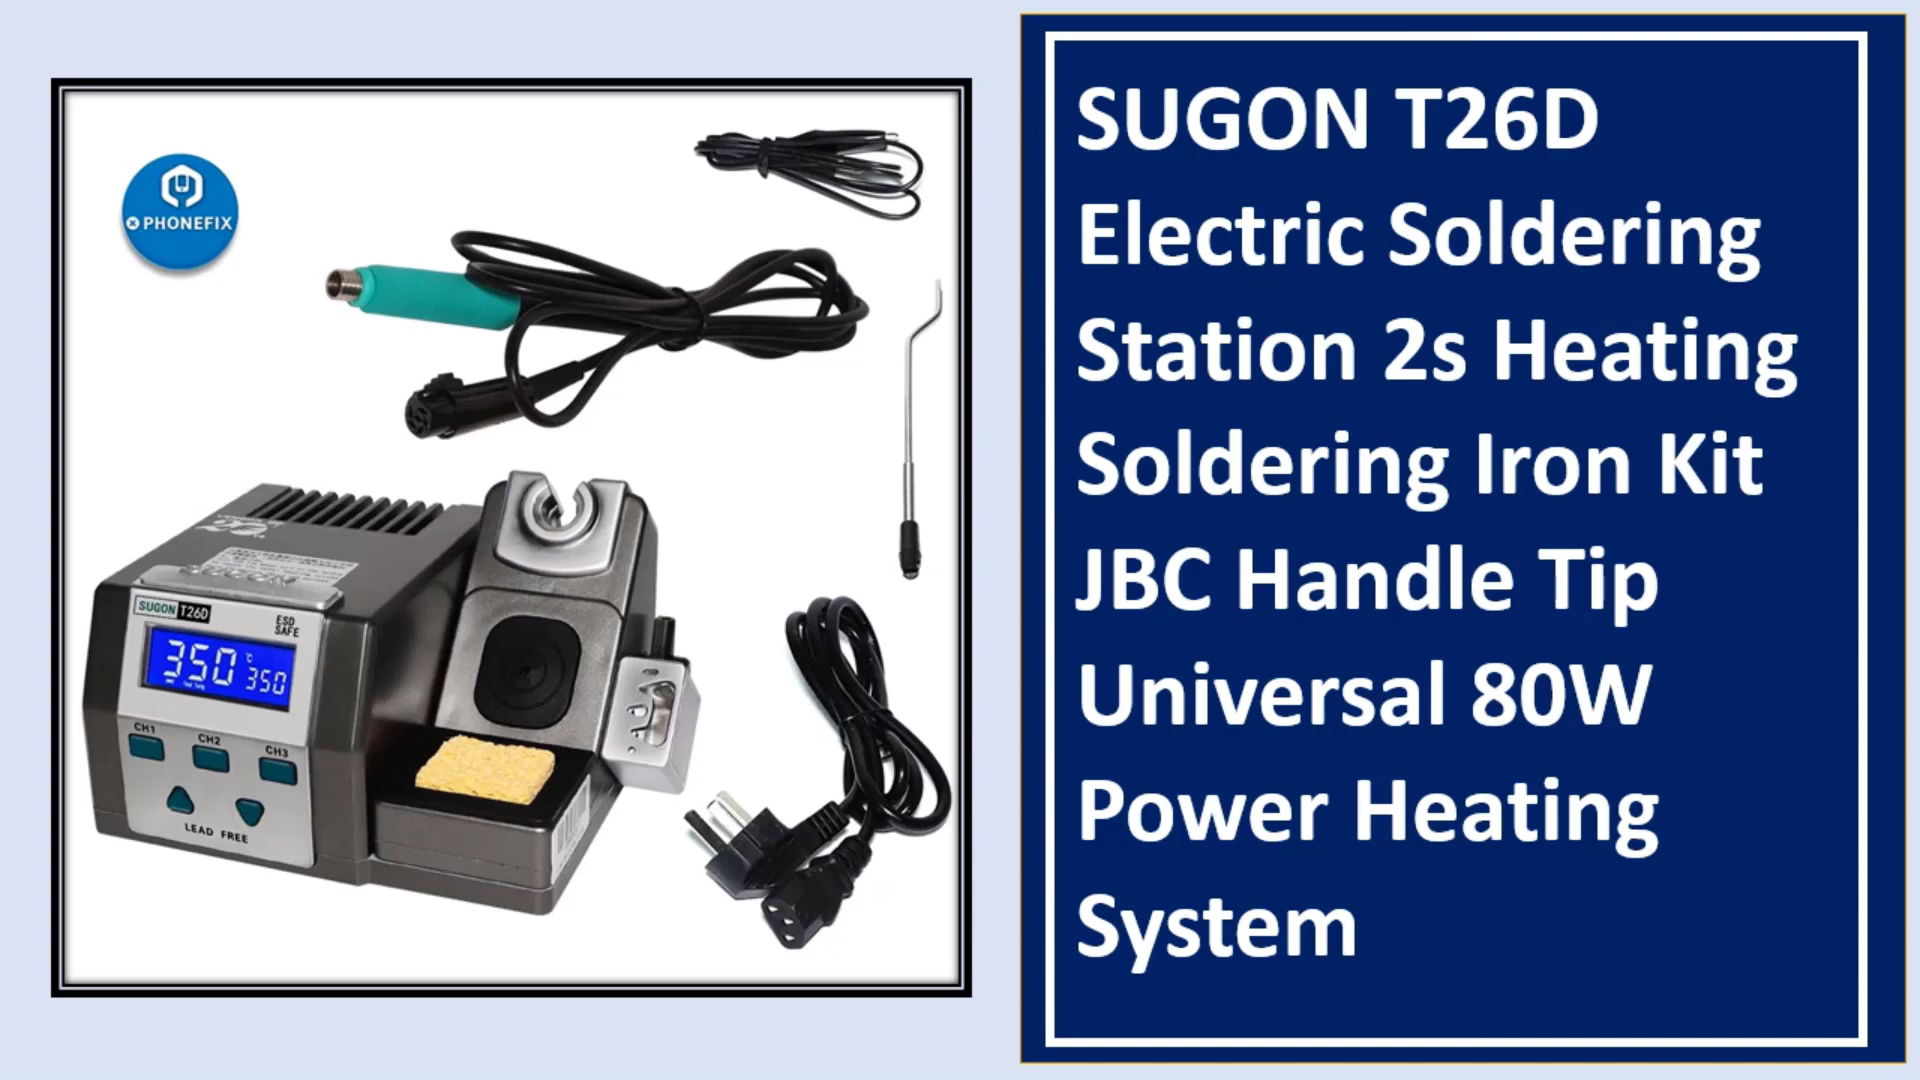 PHONEFIX
SUGON
SUGON T26D
ESD
SAFE
350 °C 350
CH1
CH2
CH3
LEAD FREE
SUGON T26D
Electric Soldering
Station 2s Heating
Soldering Iron Kit
JBC Handle Tip
Universal 80W
Power Heating
System